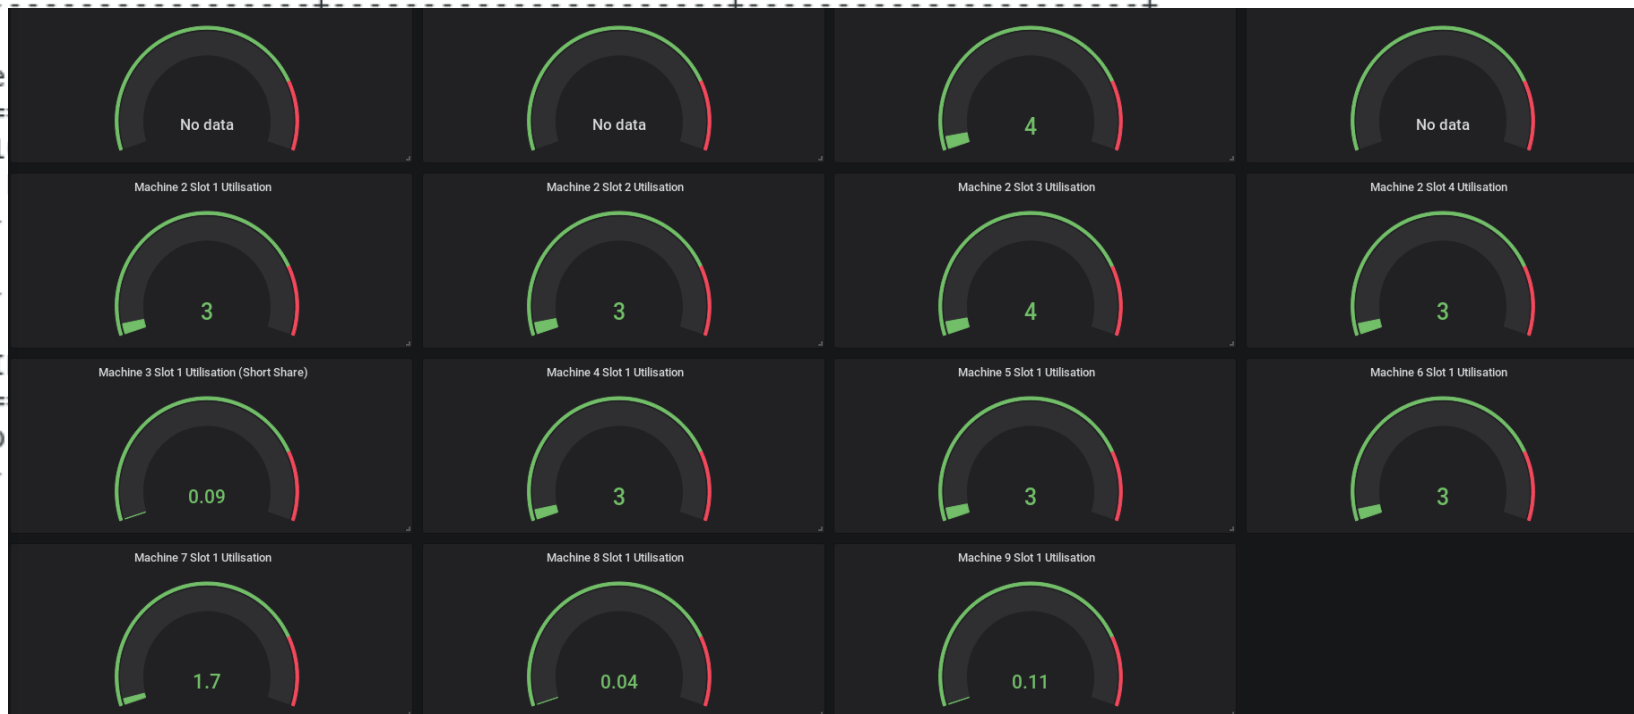 No data
No data
4
No data
Machine 2 Slot 1 Utilisation
Machine 2 Slot 2 Utilisation
Machine 2 Slot 3 Utilisation
Machine 2 Slot 4 Utilisation
3
3
4
3
Machine 3 Slot 1 Utilisation (Short Share)
Machine 4 Slot 1 Utilisation
Machine 5 Slot 1 Utilisation
Machine 6 Slot 1 Utilisation
0.09
3
3
3
Machine 7 Slot 1 Utilisation
Machine 8 Slot 1 Utilisation
Machine 9 Slot 1 Utilisation
1.7
0.04
0.11